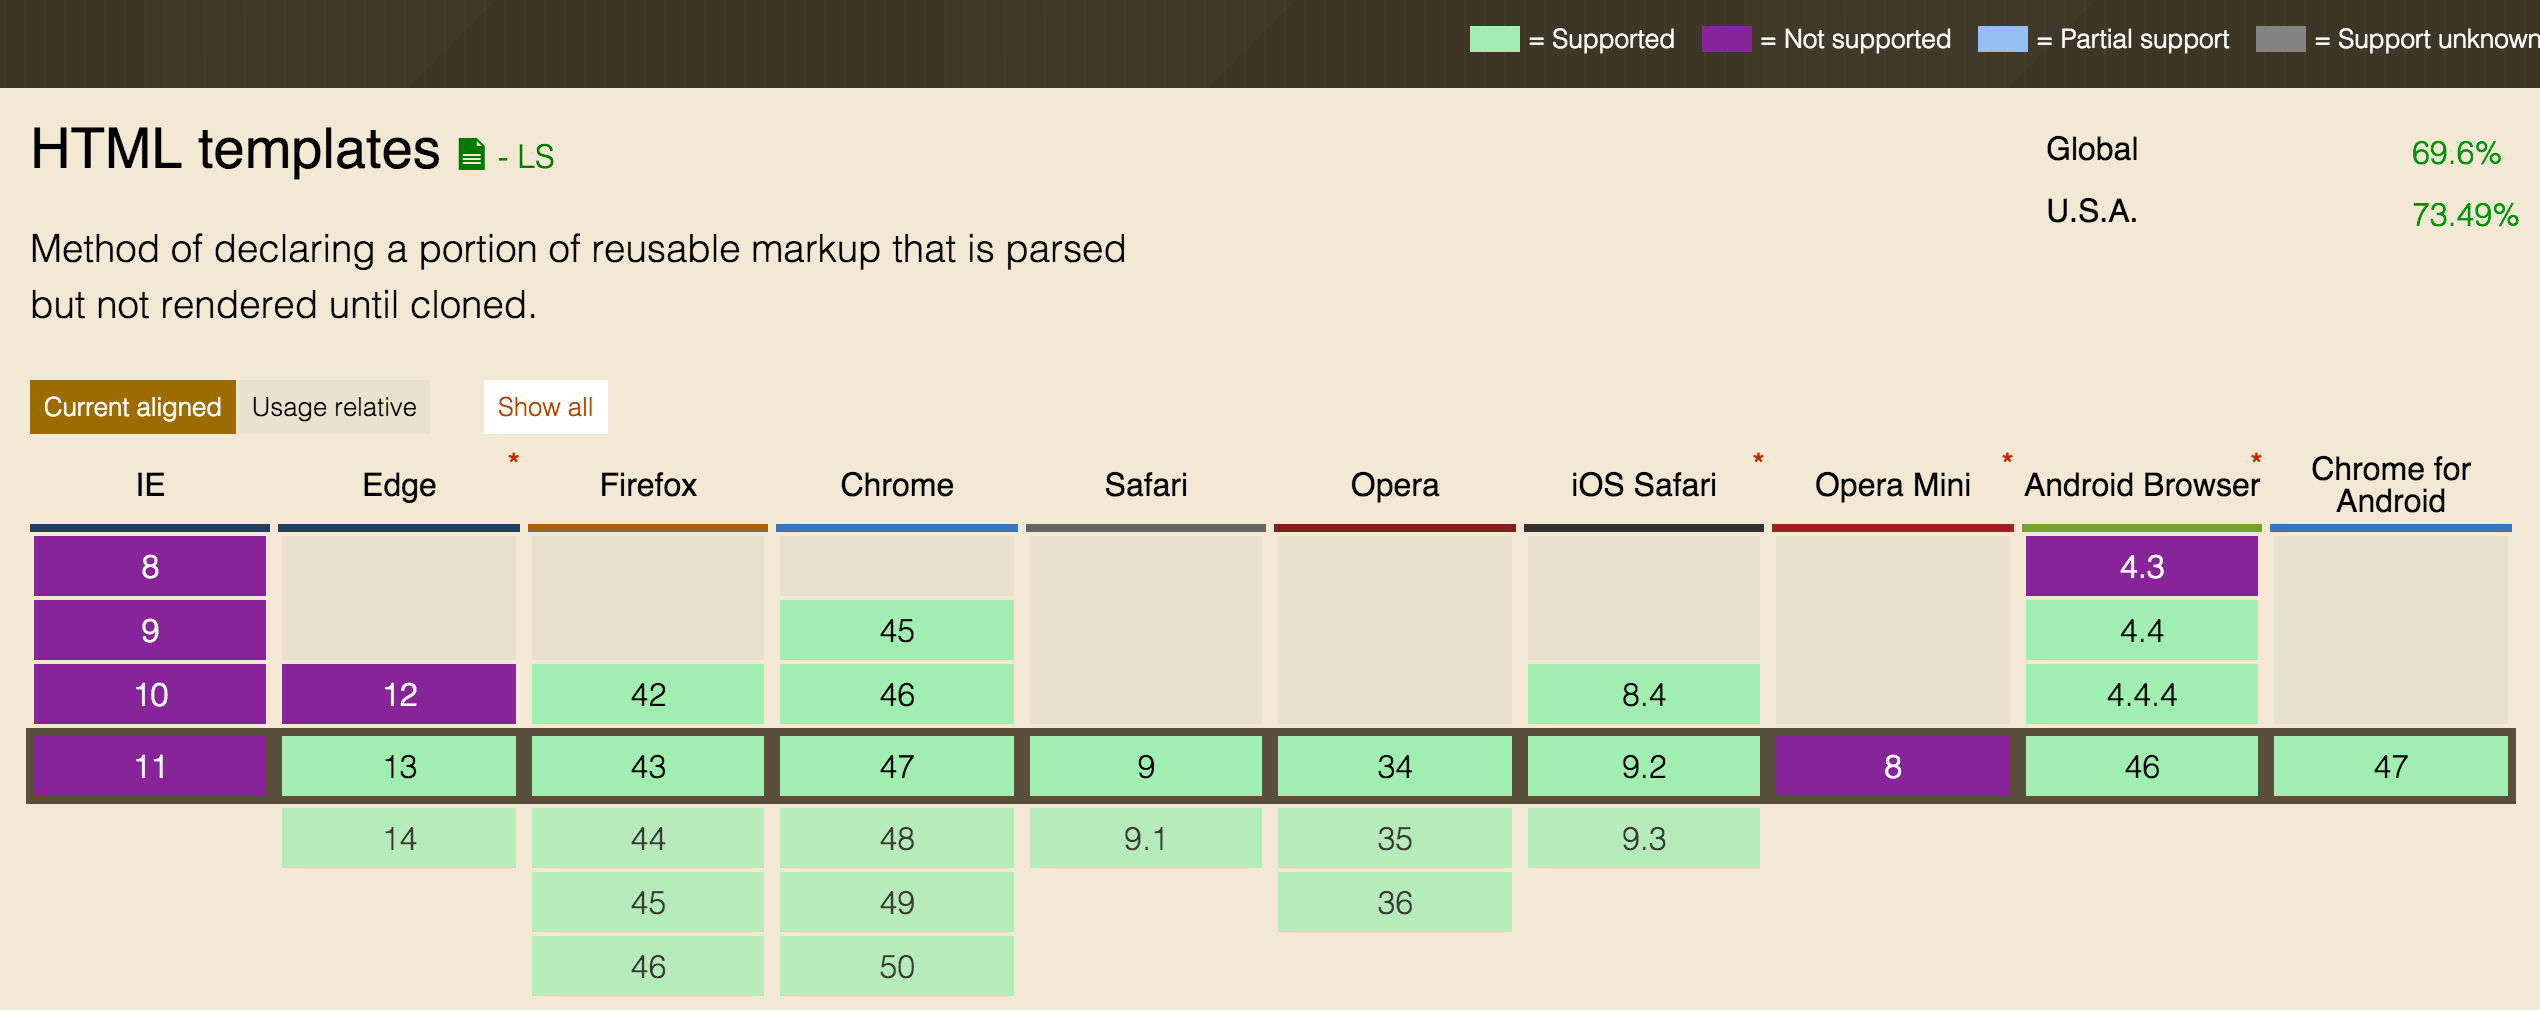 = Supported = Not supported = Partial support = Support unknown
HTML templates - LS
Global 69.6%
U.S.A. 73.49%
Method of declaring a portion of reusable markup that is parsed
but not rendered until cloned.
Current aligned Usage relative Show all
IE Edge * Firefox Chrome Safari Opera iOS Safari * Opera Mini * Android Browser * Chrome for
Android
8 4.3
9 45 4.4
10 12 42 46 8.4 4.4.4
11 13 43 47 9 34 9.2 8 46 47
14 44 48 9.1 35 9.3
45 49 36
46 50